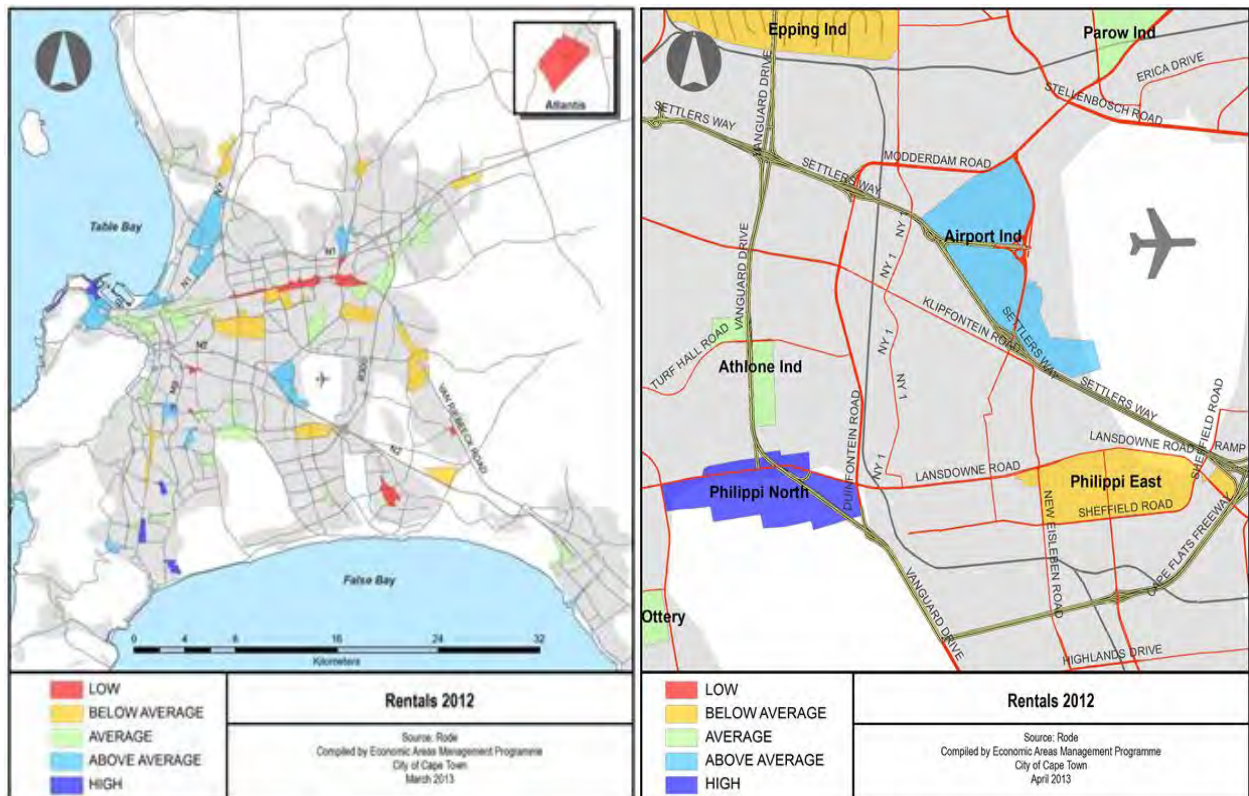 Atlantis
N7
Table Bay
N1
N1
N2
M5
R300
VAN RIEBEECK ROAD
N2
False Bay
0 4 8 16 24 32
Kilometers
LOW
BELOW AVERAGE
AVERAGE
ABOVE AVERAGE
HIGH
Rentals 2012
Source: Rode
Compiled by Economic Areas Management Programme
City of Cape Town
March 2013
Epping Ind
Parow Ind
ERICA DRIVE
STELLENBOSCH ROAD
SETTLERS WAY
VANGUARD DRIVE
MODDERDAM ROAD
SETTLERS WAY
NY 1
Airport Ind
VANGUARD DRIVE
NY 1
KLIPFONTEIN ROAD
SETTLERS WAY
TURF HALL ROAD
Athlone Ind
NY 1
SETTLERS WAY
DUINFONTEIN ROAD
SHEFFIELD ROAD
LANSDOWNE ROAD
RAMP
NY 1
LANSDOWNE ROAD
Philippi North
Philippi East
SHEFFIELD ROAD
NEW EISLEBEN ROAD
CAPE FLATS FREEWAY
VANGUARD DRIVE
Ottery
HIGHLANDS DRIVE
LOW
BELOW AVERAGE
AVERAGE
ABOVE AVERAGE
HIGH
Rentals 2012
Source: Rode
Compiled by Economic Areas Management Programme
City of Cape Town
April 2013